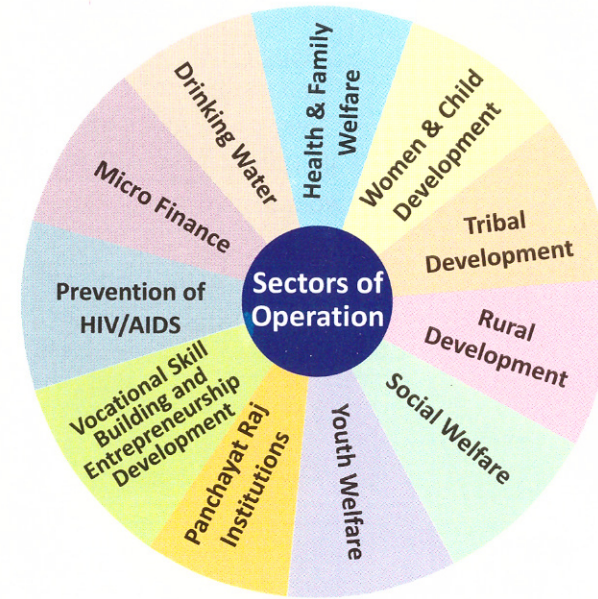 Sectors of
Operation
Health & Family
Welfare
Women & Child
Development
Tribal
Development
Rural
Development
Social Welfare
Youth Welfare
Panchayat Raj
Institutions
Vocational Skill
Building and
Entrepreneurship
Development
Prevention of
HIV/AIDS
Micro Finance
Drinking Water